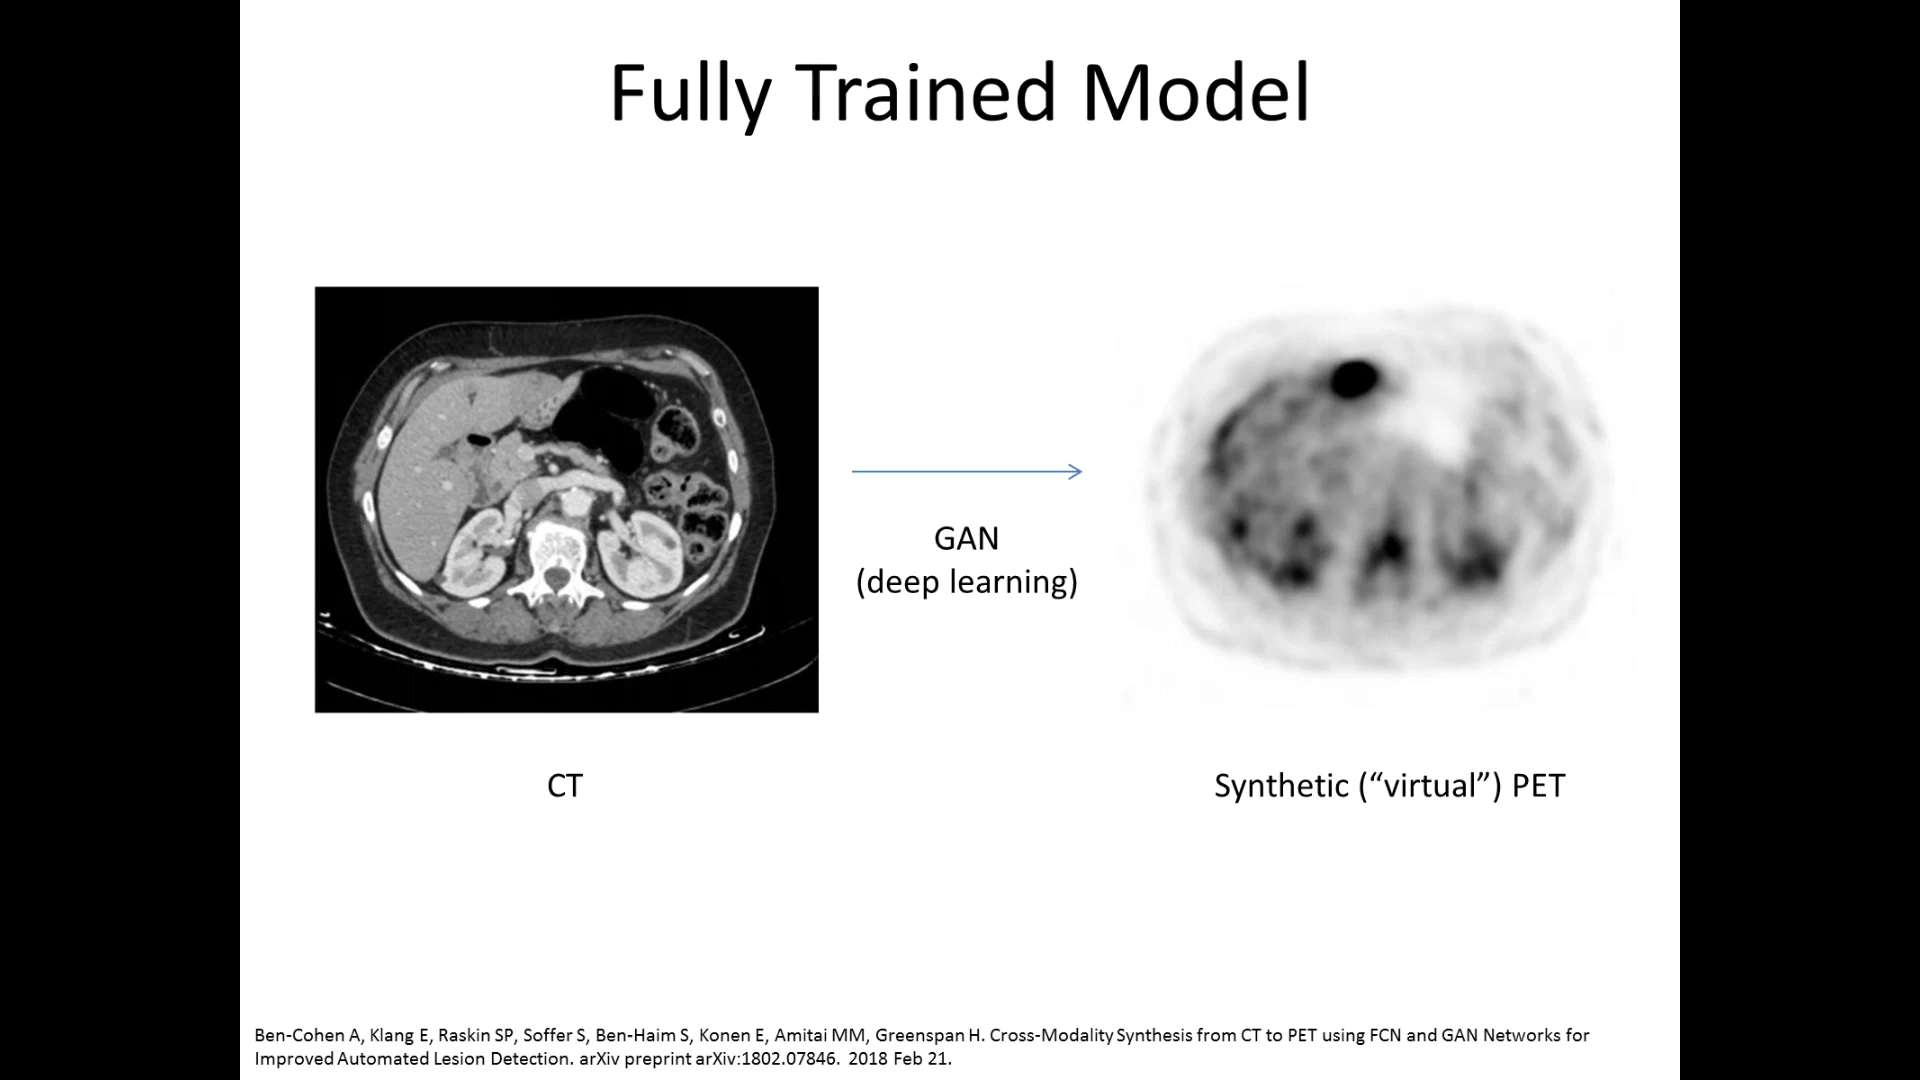 Fully Trained Model
GAN
(deep learning)
CT
Synthetic (“virtual”) PET
Ben-Cohen A, Klang E, Raskin SP, Soffer S, Ben-Haim S, Konen E, Amitai MM, Greenspan H. Cross-Modality Synthesis from CT to PET using FCN and GAN Networks for
Improved Automated Lesion Detection. arXiv preprint arXiv:1802.07846.  2018 Feb 21.